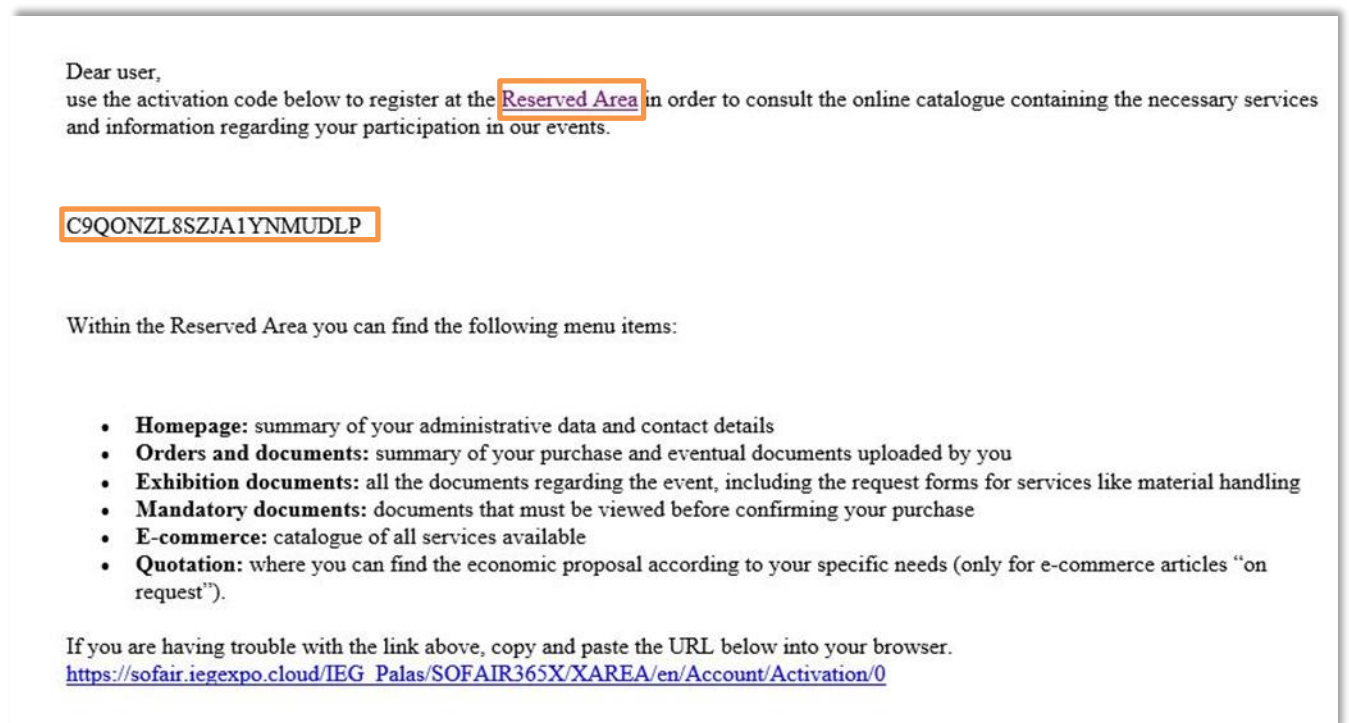 Dear user,
use the activation code below to register at the Reserved Area in order to consult the online catalogue containing the necessary services
and information regarding your participation in our events.
C9QONZL8SZJA1YNMUDLP
Within the Reserved Area you can find the following menu items:
• Homepage: summary of your administrative data and contact details
• Orders and documents: summary of your purchase and eventual documents uploaded by you
• Exhibition documents: all the documents regarding the event, including the request forms for services like material handling
• Mandatory documents: documents that must be viewed before confirming your purchase
• E-commerce: catalogue of all services available
• Quotation: where you can find the economic proposal according to your specific needs (only for e-commerce articles “on
request”).
If you are having trouble with the link above, copy and paste the URL below into your browser.
https://sofair.iegexpo.cloud/IEG_Palas/SOFAIR365X/XAREA/en/Account/Activation/0